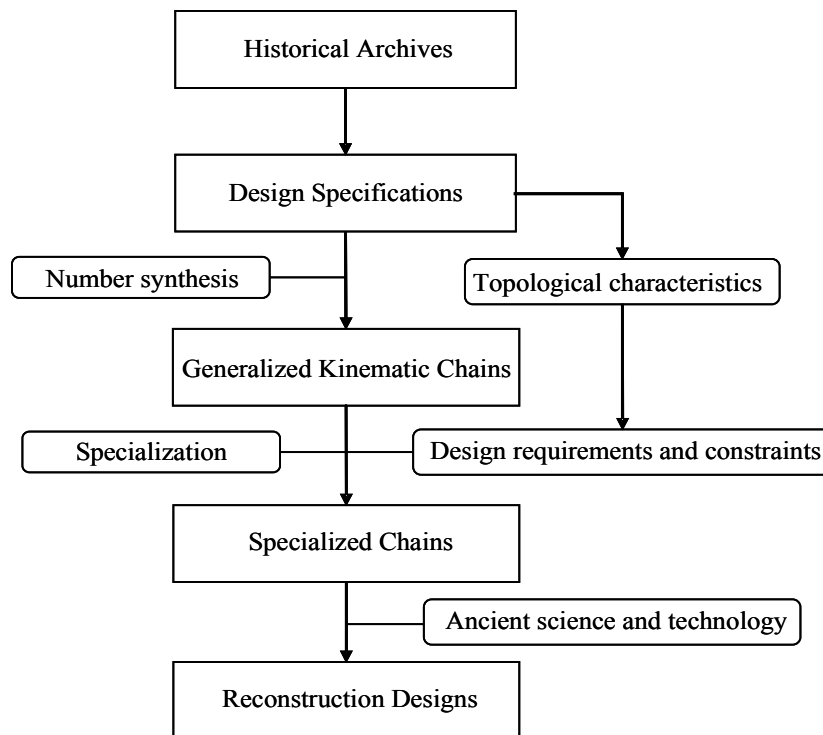 Historical Archives
Design Specifications
Number synthesis
Topological characteristics
Generalized Kinematic Chains
Specialization
Design requirements and constraints
Specialized Chains
Ancient science and technology
Reconstruction Designs